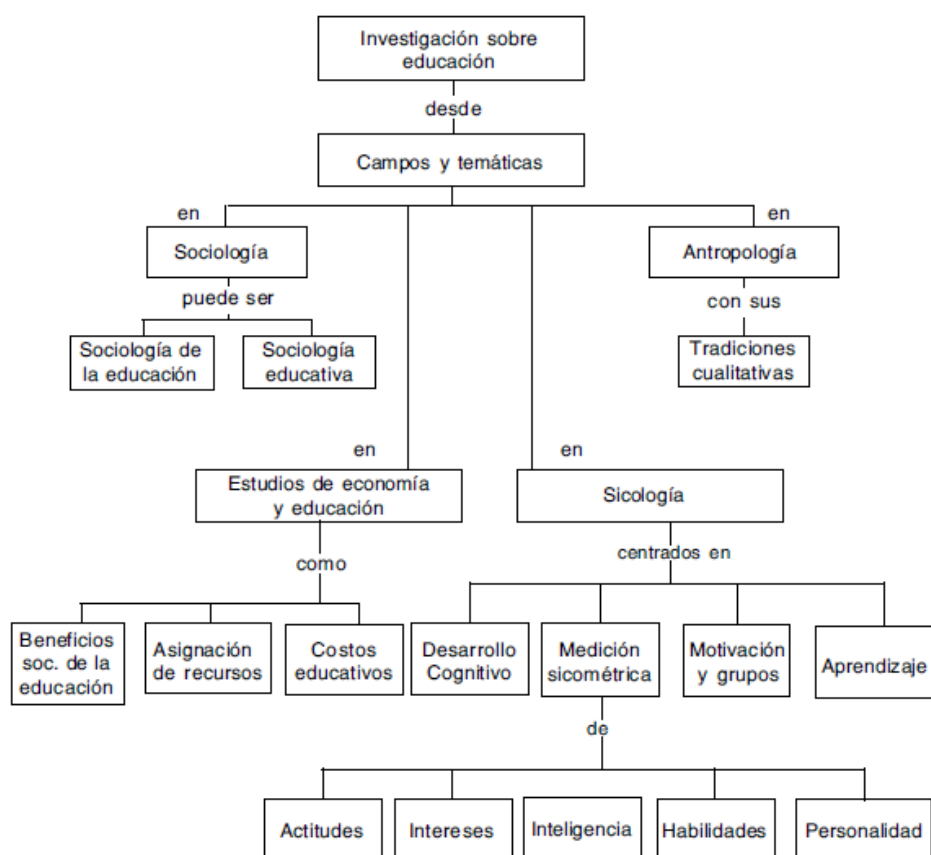 Investigación sobre
educación
desde
Campos y temáticas
en
en
Sociología
Antropología
puede ser
con sus
Sociología de
la educación
Sociología
educativa
Tradiciones
cualitativas
en
en
Estudios de economía
y educación
Sicología
como
centrados en
Beneficios
soc. de la
educación
Asignación
de recursos
Costos
educativos
Desarrollo
Cognitivo
Medición
sicométrica
Motivación
y grupos
Aprendizaje
de
Actitudes
Intereses
Inteligencia
Habilidades
Personalidad